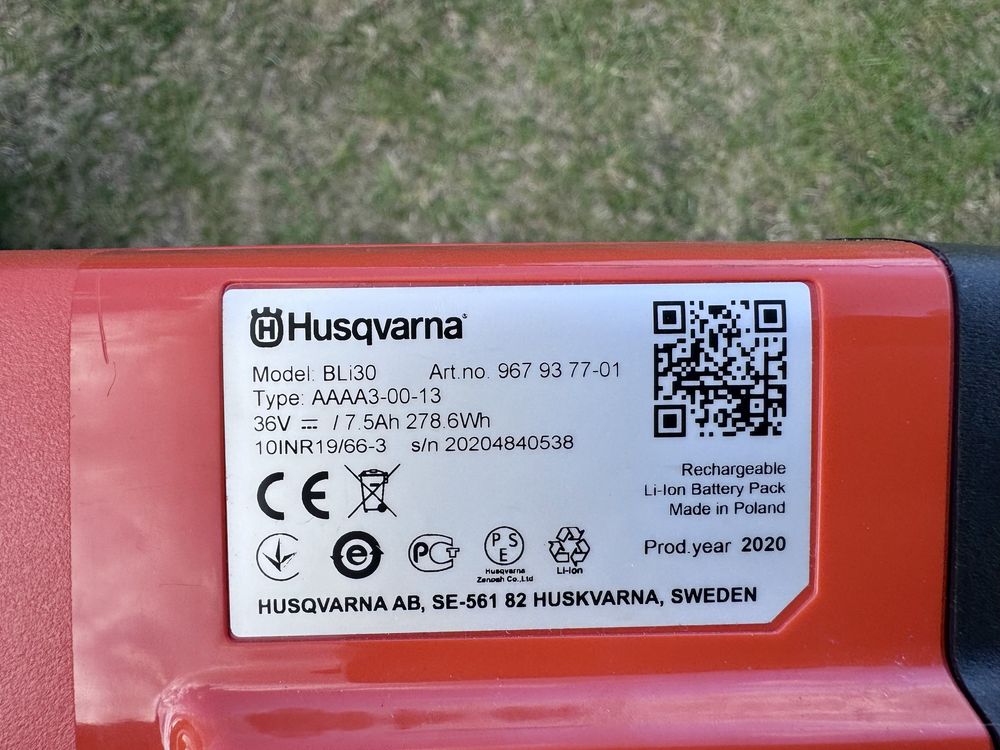 Husqvarna
Model: BLi30 Art.no. 967 93 77-01
Type: AAAA3-00-13
36V ⎓ / 7.5Ah 278.6Wh
10INR19/66-3 s/n 20204840538
CE
Rechargeable
Li-Ion Battery Pack
Made in Poland
Prod.year 2020
e
PCT
PSE
Husqvarna
Zenoah Co.,Ltd
Li-Ion
HUSQVARNA AB, SE-561 82 HUSKVARNA, SWEDEN